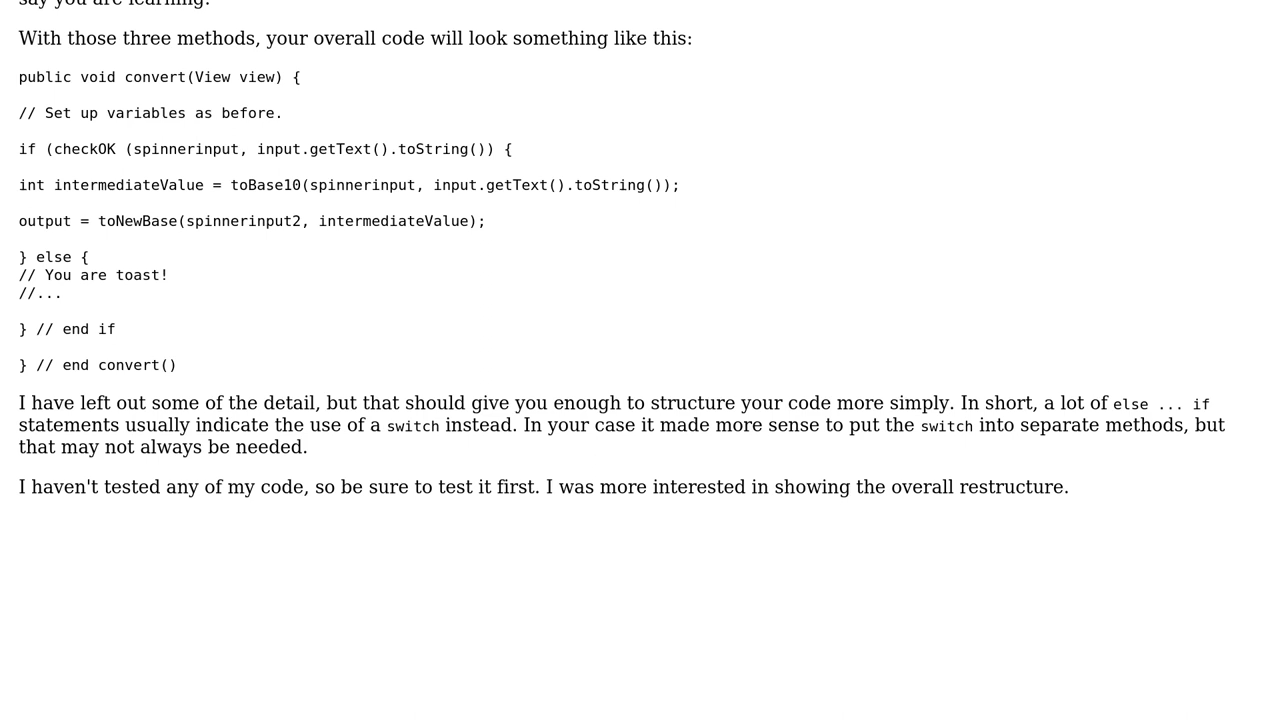 say you are learning.
With those three methods, your overall code will look something like this:
public void convert(View view) {
// Set up variables as before.
if (checkOK (spinnerinput, input.getText().toString()) {
int intermediateValue = toBase10(spinnerinput, input.getText().toString());
output = toNewBase(spinnerinput2, intermediateValue);
} else {
// You are toast!
//...
} // end if
} // end convert()
I have left out some of the detail, but that should give you enough to structure your code more simply. In short, a lot of else ... if
statements usually indicate the use of a switch instead. In your case it made more sense to put the switch into separate methods, but
that may not always be needed.
I haven't tested any of my code, so be sure to test it first. I was more interested in showing the overall restructure.